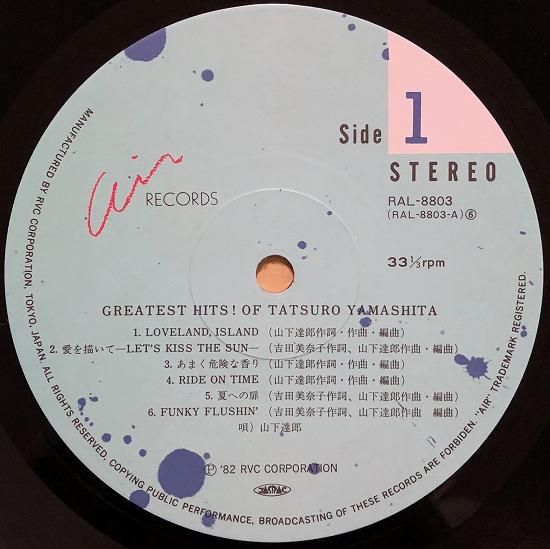 Side 1
STEREO
Air RECORDS
RAL-8803
(RAL-8803-A)⑥
33 1/3 rpm
GREATEST HITS! OF TATSURO YAMASHITA
1. LOVELAND, ISLAND (山下達郎作詞・作曲・編曲)
2. 愛を描いて—LET'S KISS THE SUN— (吉田美奈子作詞、山下達郎作曲・編曲)
3. あまく危険な香り (山下達郎作詞・作曲・編曲)
4. RIDE ON TIME (山下達郎作詞・作曲・編曲)
5. 夏への扉 (吉田美奈子作詞、山下達郎作曲・編曲)
6. FUNKY FLUSHIN' (吉田美奈子作詞、山下達郎作曲 編曲)
唄) 山下達郎
Ⓟ '82 RVC CORPORATION
JASRAC
MANUFACTURED BY RVC CORPORATION, TOKYO, JAPAN. ALL RIGHTS RESERVED, COPYING PUBLIC PERFORMANCE, BROADCASTING OF THESE RECORDS ARE FORBIDDEN. "AIR" TRADEMARK REGISTERED.